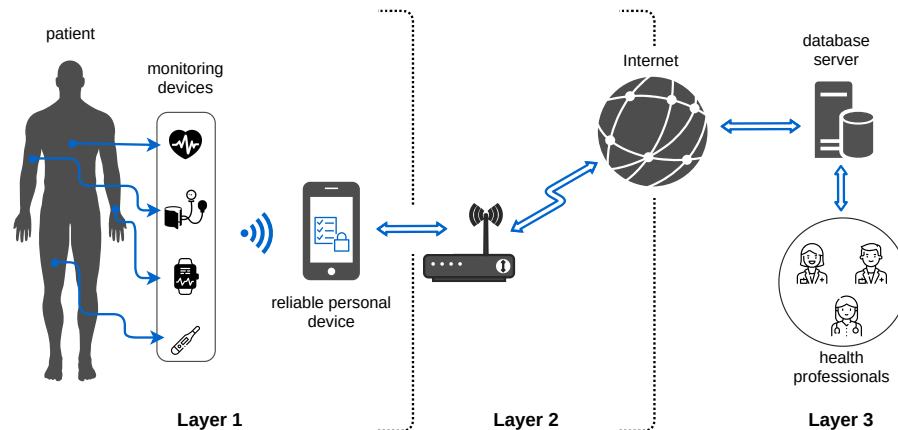 patient
monitoring
devices
reliable personal
device
Internet
database
server
health
professionals
Layer 1
Layer 2
Layer 3